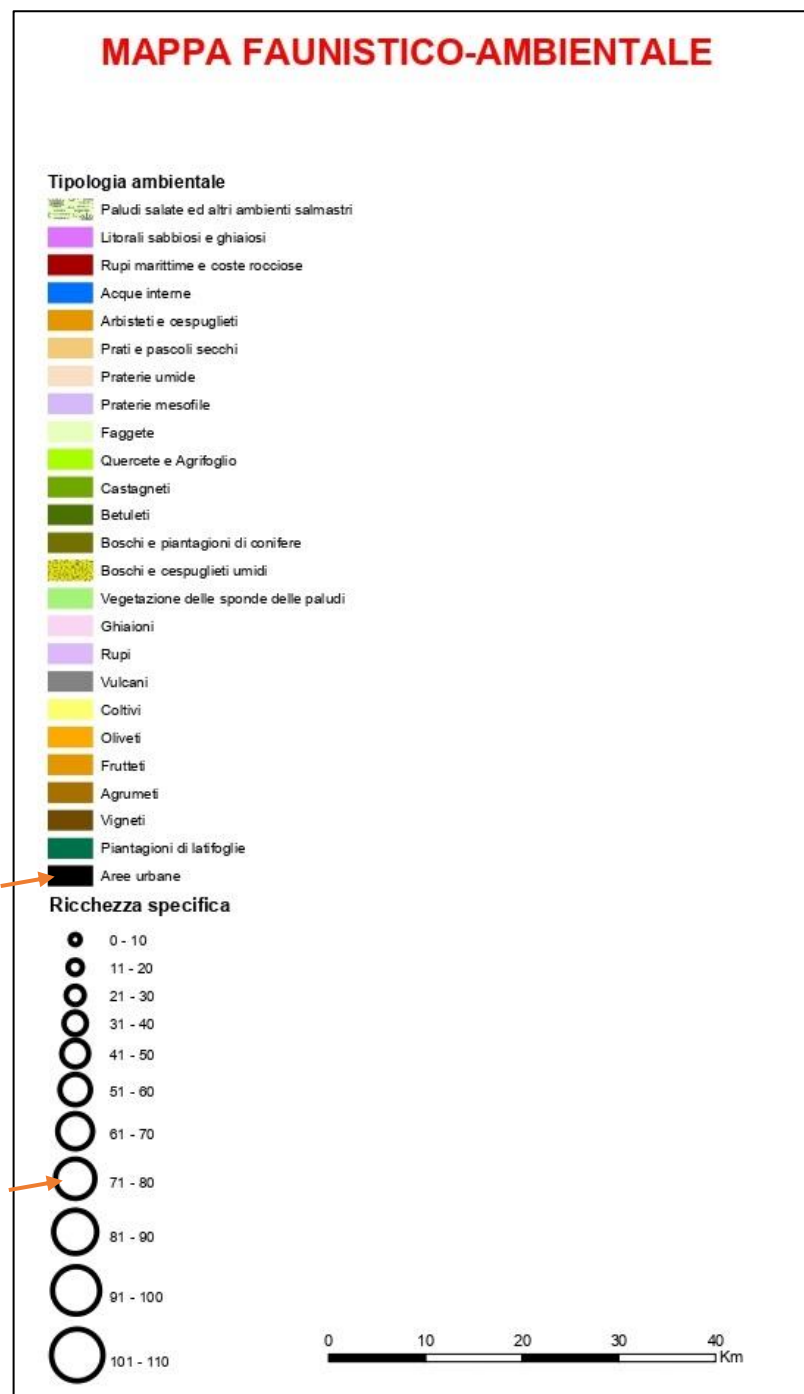 MAPPA FAUNISTICO-AMBIENTALE
Tipologia ambientale
Paludi salate ed altri ambienti salmastri
Litorali sabbiosi e ghiaiosi
Rupi marittime e coste rocciose
Acque interne
Arbisteti e cespuglieti
Prati e pascoli secchi
Praterie umide
Praterie mesofile
Faggete
Quercete e Agrifoglio
Castagneti
Betuleti
Boschi e piantagioni di conifere
Boschi e cespuglieti umidi
Vegetazione delle sponde delle paludi
Ghiaioni
Rupi
Vulcani
Coltivi
Oliveti
Frutteti
Agrumeti
Vigneti
Piantagioni di latifoglie
Aree urbane
Ricchezza specifica
0 - 10
11 - 20
21 - 30
31 - 40
41 - 50
51 - 60
61 - 70
71 - 80
81 - 90
91 - 100
101 - 110
0 10 20 30 40
Km